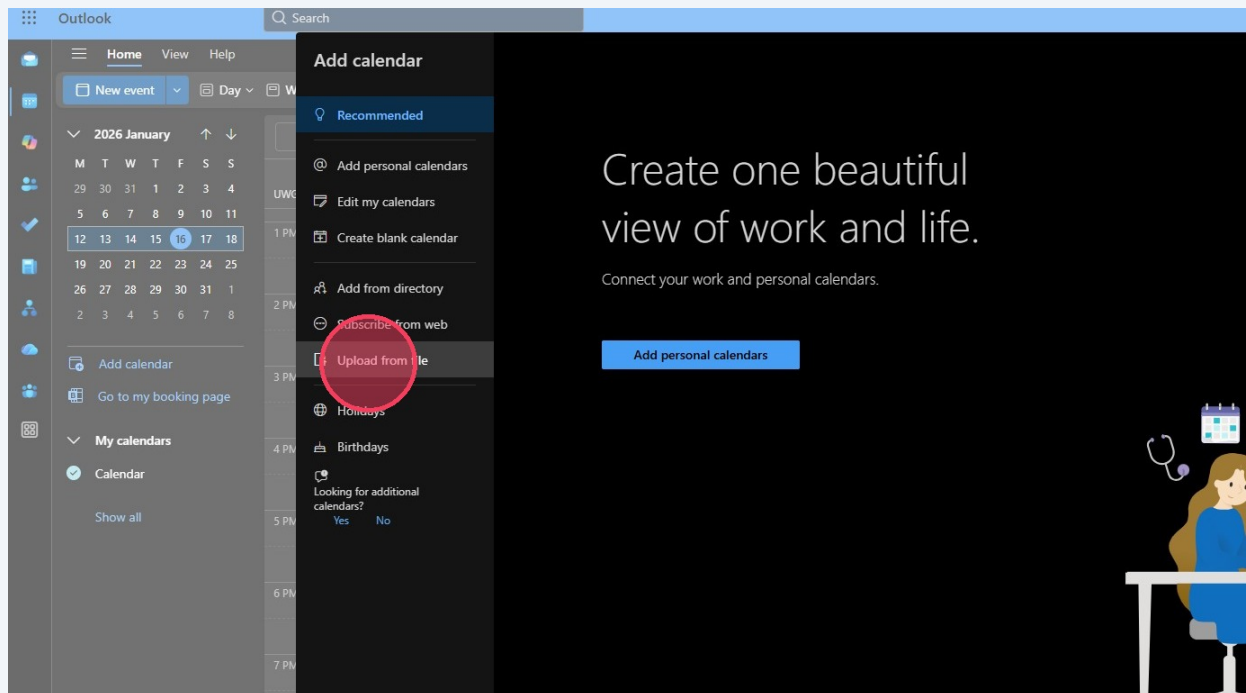 Outlook
Search
Home View Help
New event Day W
2026 January
M T W T F S S
29 30 31 1 2 3 4
5 6 7 8 9 10 11
12 13 14 15 16 17 18
19 20 21 22 23 24 25
26 27 28 29 30 31 1
2 3 4 5 6 7 8
Add calendar
Go to my booking page
My calendars
Calendar
Show all
1 PM
2 PM
3 PM
4 PM
5 PM
6 PM
7 PM
Add calendar
Recommended
Add personal calendars
Edit my calendars
Create blank calendar
Add from directory
Subscribe from web
Upload from file
Holidays
Birthdays
Looking for additional
calendars?
Yes No
Create one beautiful
view of work and life.
Connect your work and personal calendars.
Add personal calendars